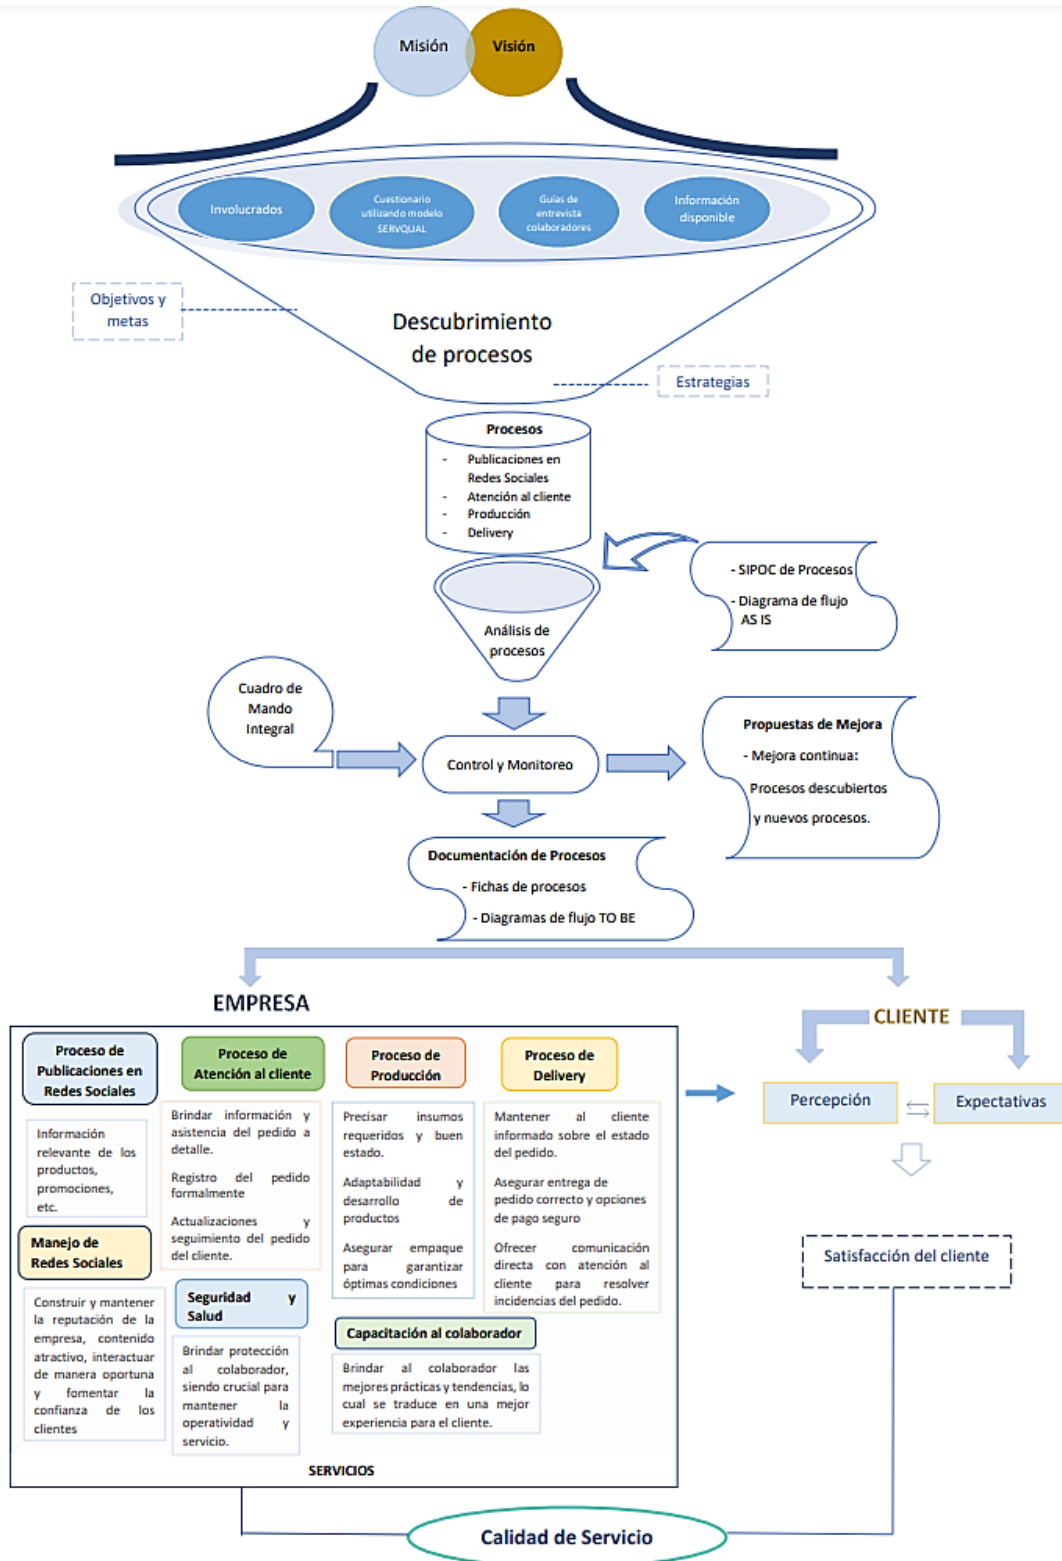 Misión
Visión
Involucrados
Cuestionario
utilizando modelo
SERVQUAL
Guías de
entrevista
colaboradores
Información
disponible
Objetivos y
metas
Descubrimiento
de procesos
Estrategias
Procesos
- Publicaciones en
Redes Sociales
- Atención al cliente
- Producción
- Delivery
- SIPOC de Procesos
- Diagrama de flujo
AS IS
Análisis de
procesos
Cuadro de
Mando
Integral
Control y Monitoreo
Propuestas de Mejora
- Mejora continua:
Procesos descubiertos
y nuevos procesos.
Documentación de Procesos
- Fichas de procesos
- Diagramas de flujo TO BE
EMPRESA
CLIENTE
Proceso de
Publicaciones en
Redes Sociales
Información
relevante de los
productos,
promociones,
etc.
Manejo de
Redes Sociales
Construir y mantener
la reputación de la
empresa, contenido
atractivo, interactuar
de manera oportuna
y fomentar la
confianza de los
clientes
Proceso de
Atención al cliente
Brindar información y
asistencia del pedido a
detalle.
Registro del pedido
formalmente
Actualizaciones y
seguimiento del pedido
del cliente.
Seguridad y
Salud
Brindar protección
al colaborador,
siendo crucial para
mantener la
operatividad y
servicio.
Proceso de
Producción
Precisar insumos
requeridos y buen
estado.
Adaptabilidad y
desarrollo de
productos
Asegurar empaque
para garantizar
óptimas condiciones
Proceso de
Delivery
Mantener al cliente
informado sobre el estado
del pedido.
Asegurar entrega de
pedido correcto y opciones
de pago seguro
Ofrecer comunicación
directa con atención al
cliente para resolver
incidencias del pedido.
Capacitación al colaborador
Brindar al colaborador las
mejores prácticas y tendencias, lo
cual se traduce en una mejor
experiencia para el cliente.
SERVICIOS
Percepción
Expectativas
Satisfacción del cliente
Calidad de Servicio